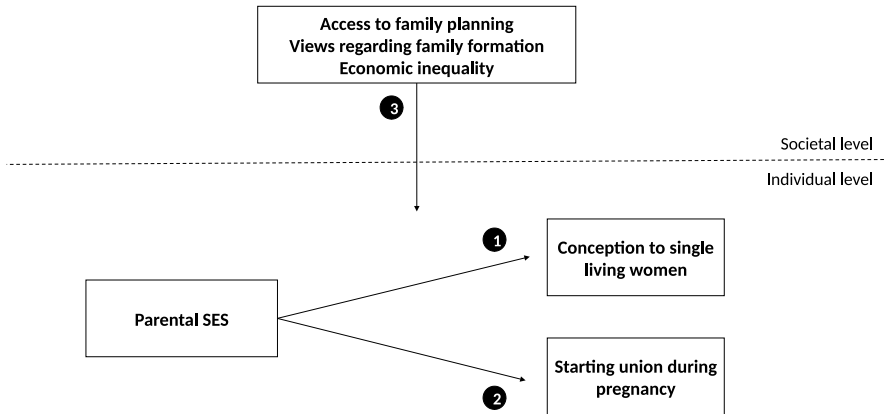 Access to family planning
Views regarding family formation
Economic inequality
3
Societal level
Individual level
1
Conception to single
living women
Parental SES
Starting union during
pregnancy
2